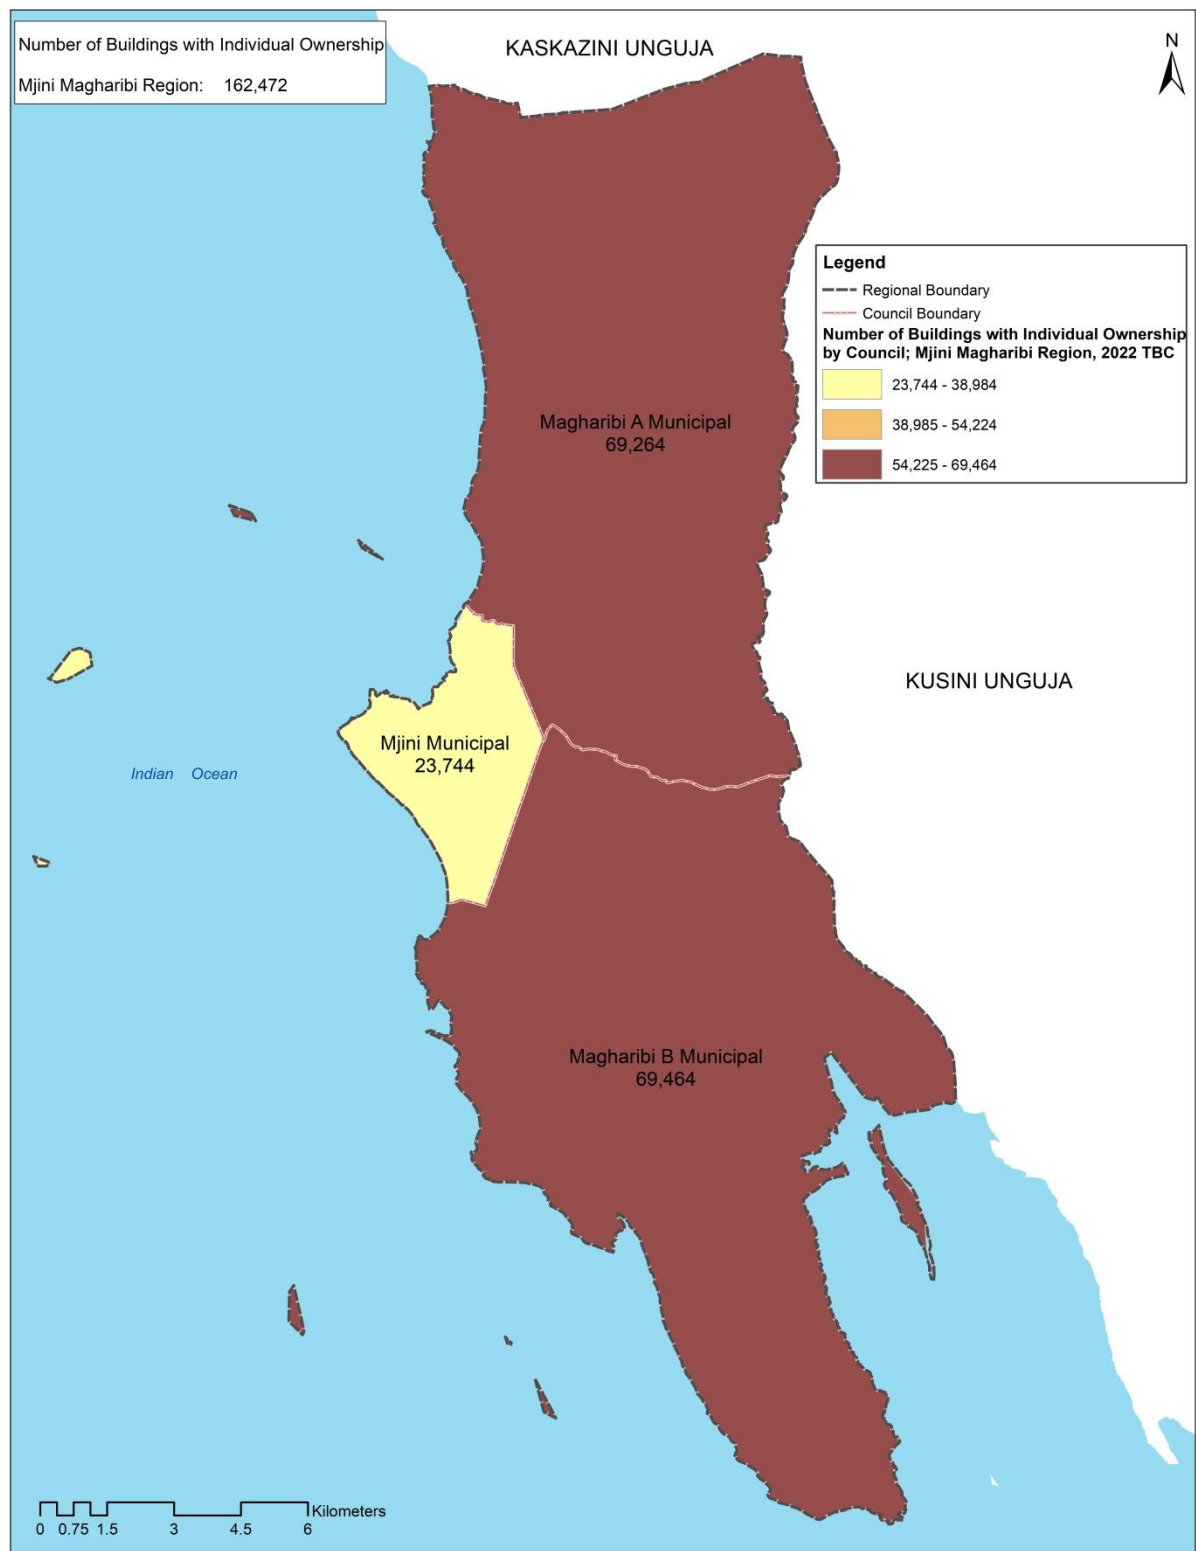 Number of Buildings with Individual Ownership
Mjini Magharibi Region: 162,472
KASKAZINI UNGUJA
N
Legend
Regional Boundary
Council Boundary
Number of Buildings with Individual Ownership
by Council; Mjini Magharibi Region, 2022 TBC
23,744 - 38,984
38,985 - 54,224
54,225 - 69,464
Magharibi A Municipal
69,264
KUSINI UNGUJA
Mjini Municipal
23,744
Indian Ocean
Magharibi B Municipal
69,464
Kilometers
0 0.75 1.5 3 4.5 6